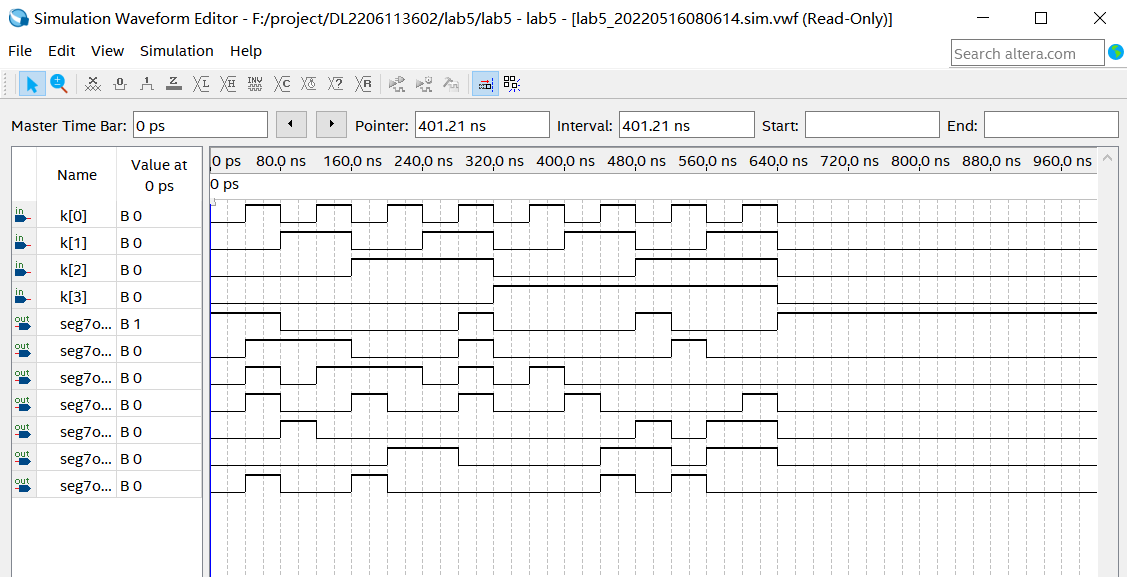 Simulation Waveform Editor - F:/project/DL2206113602/lab5/lab5 - lab5 - [lab5_20220516080614.sim.vwf (Read-Only)]
File Edit View Simulation Help
Search altera.com
Master Time Bar: 0 ps Pointer: 401.21 ns Interval: 401.21 ns Start: End:
Name Value at 0 ps
0 ps 80.0 ns 160.0 ns 240.0 ns 320.0 ns 400.0 ns 480.0 ns 560.0 ns 640.0 ns 720.0 ns 800.0 ns 880.0 ns 960.0 ns
0 ps
in k[0] B 0
in k[1] B 0
in k[2] B 0
in k[3] B 0
out seg7o... B 1
out seg7o... B 0
out seg7o... B 0
out seg7o... B 0
out seg7o... B 0
out seg7o... B 0
out seg7o... B 0